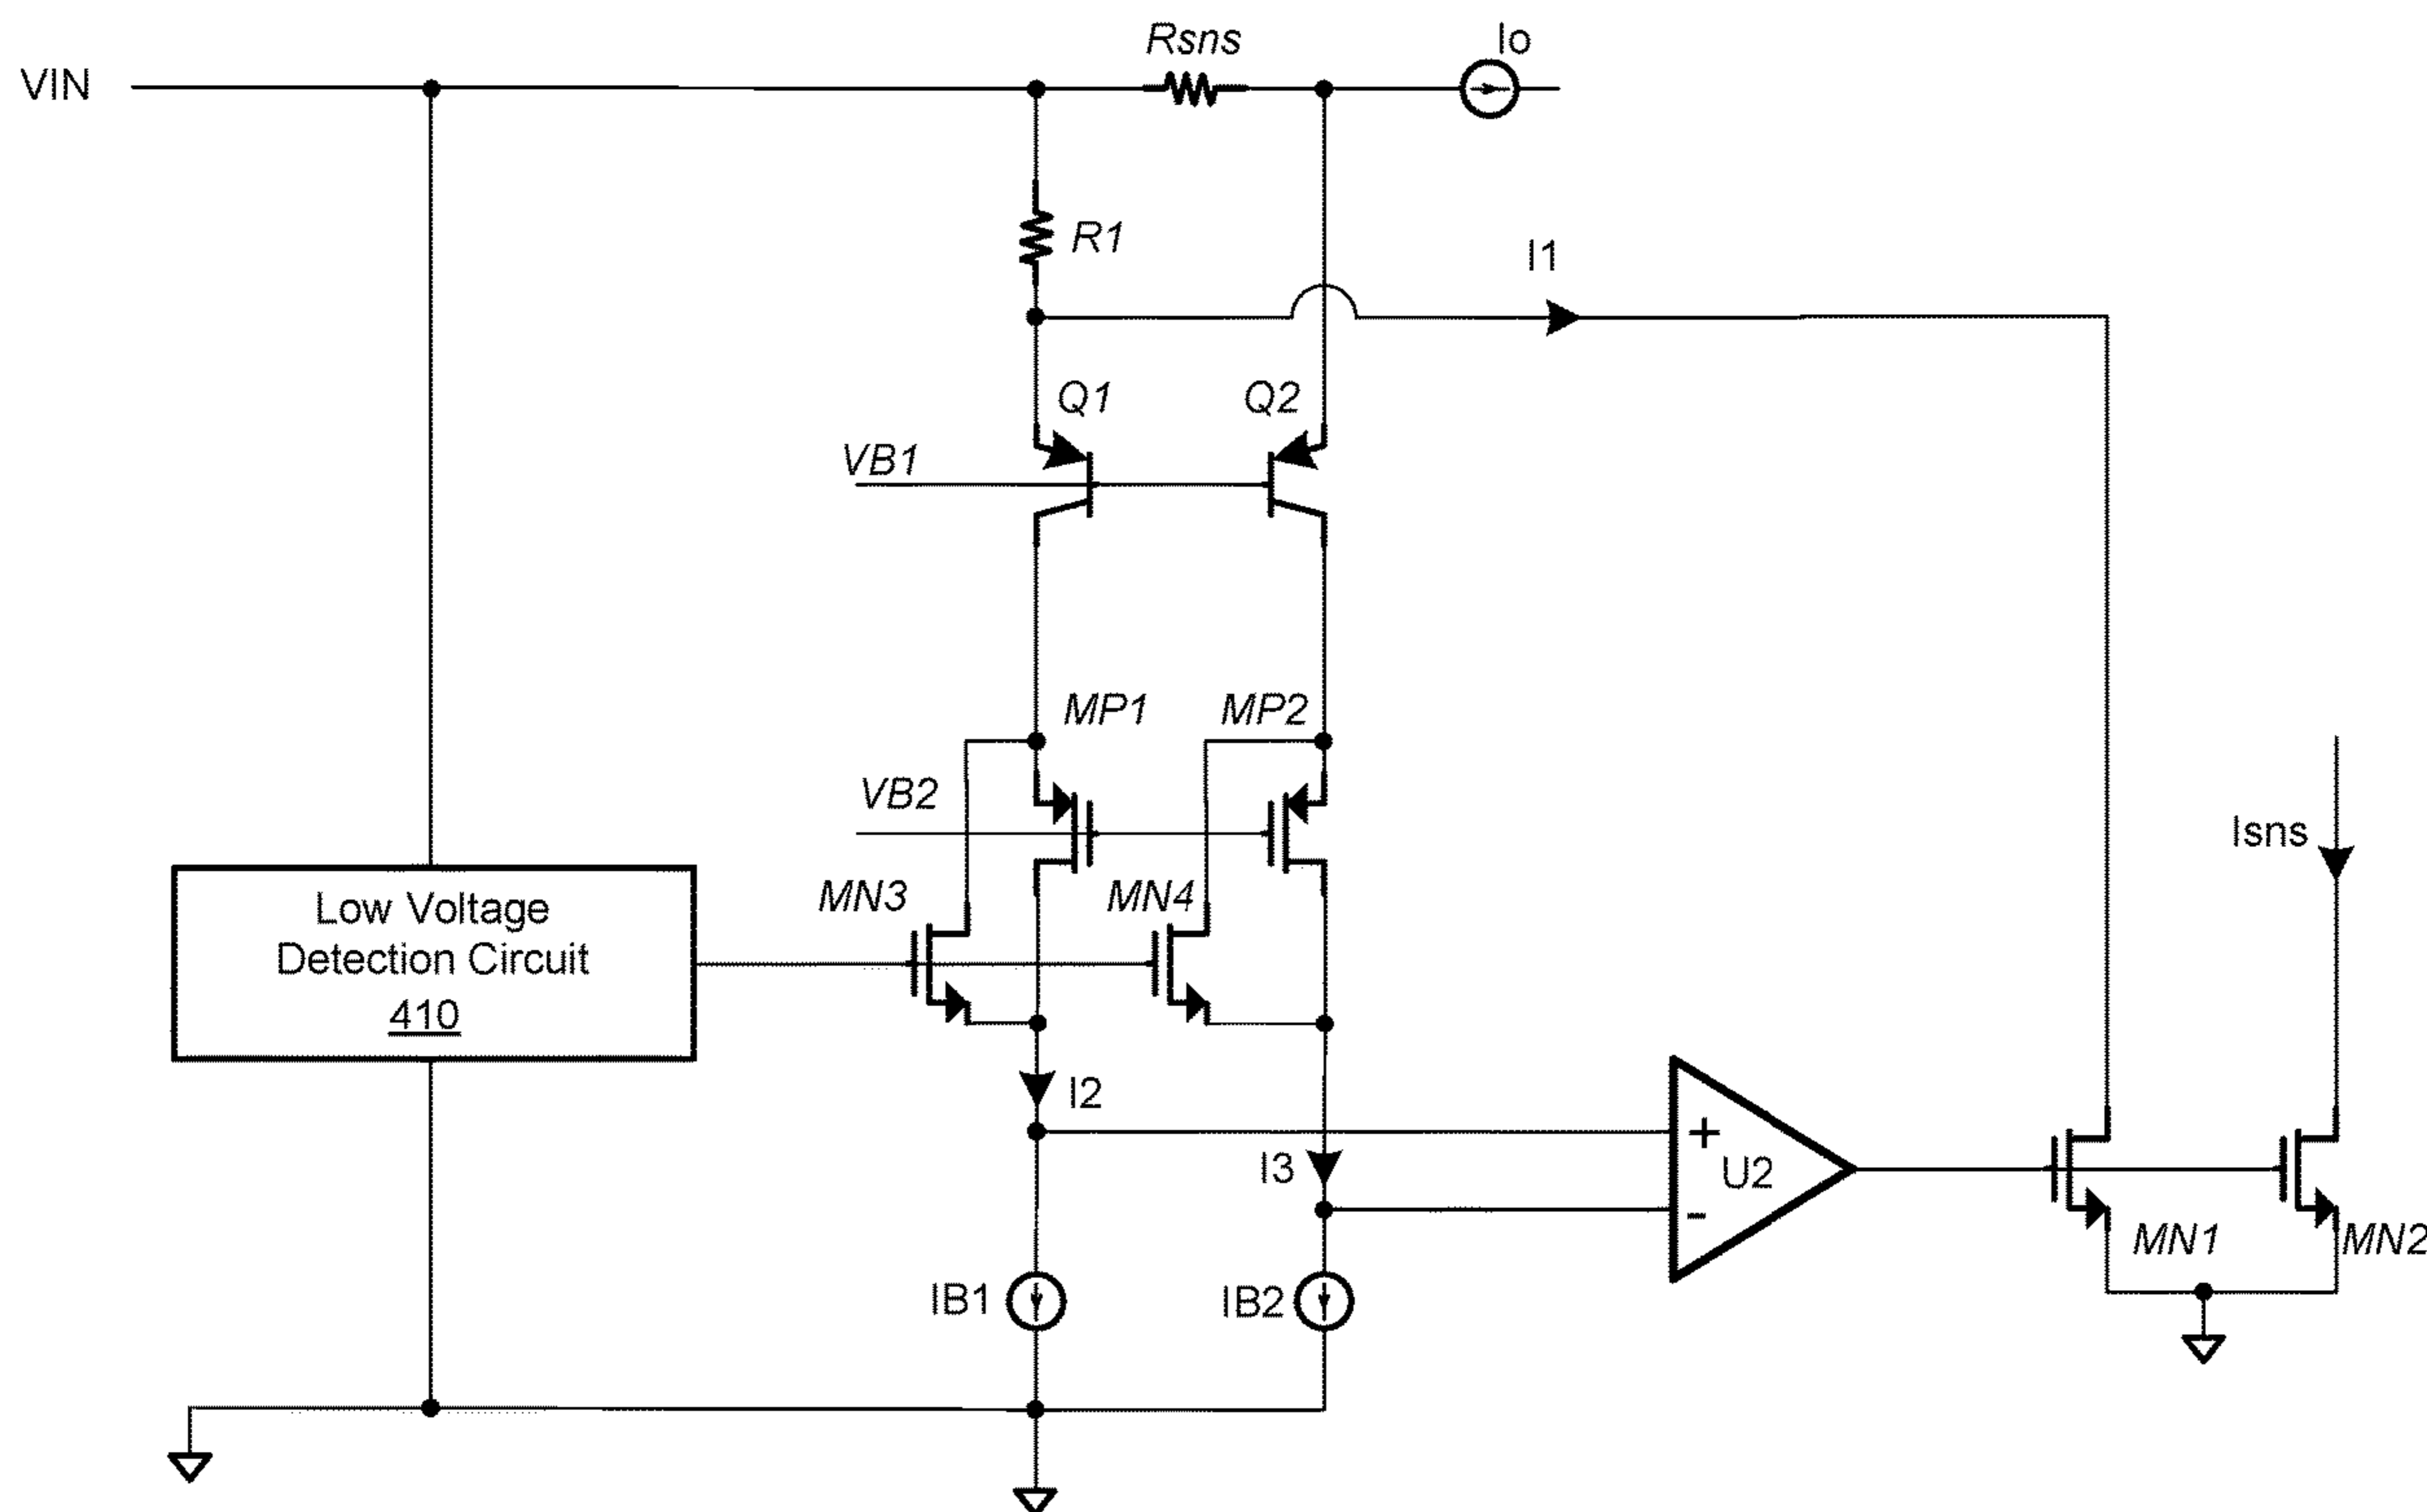 Rsns
Io
VIN
R1
I1
Q1
Q2
VB1
MP1
MP2
VB2
Isns
MN3
MN4
Low Voltage
Detection Circuit
410
I2
+
U2
I3
-
MN1
MN2
IB1
IB2